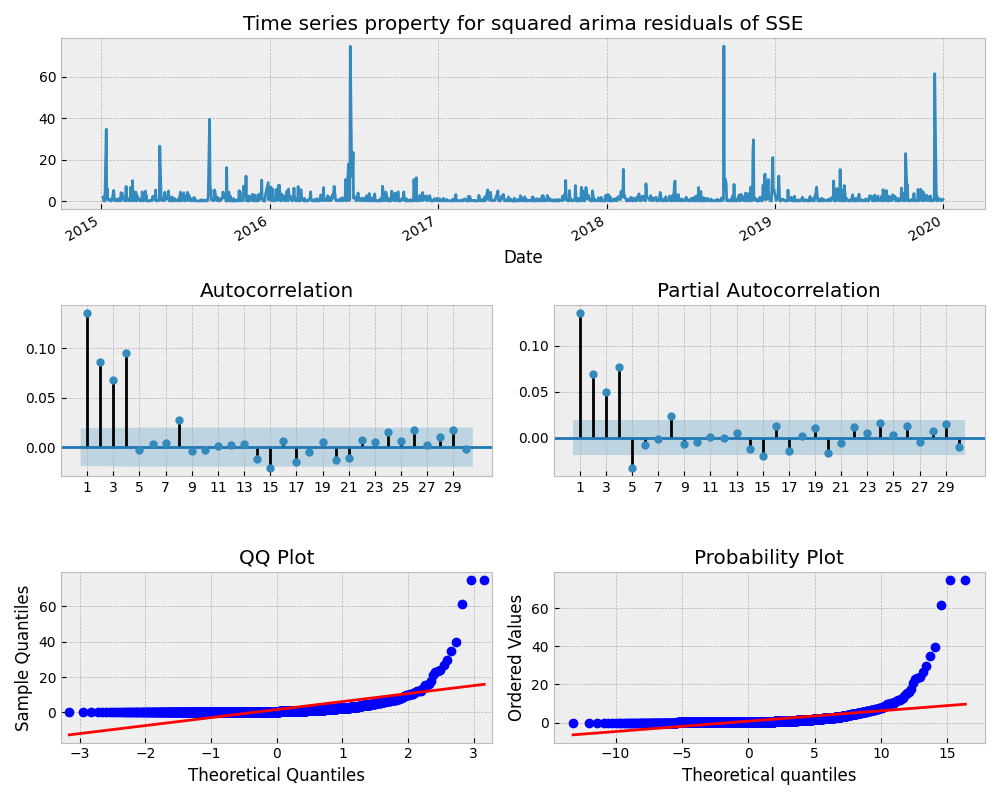 Time series property for squared arima residuals of SSE
60
40
20
0
2015 2016 2017 2018 2019 2020
Date
Autocorrelation
0.10
0.05
0.00
1 3 5 7 9 11 13 15 17 19 21 23 25 27 29
Partial Autocorrelation
0.10
0.05
0.00
1 3 5 7 9 11 13 15 17 19 21 23 25 27 29
QQ Plot
Sample Quantiles
60
40
20
0
−3 −2 −1 0 1 2 3
Theoretical Quantiles
Probability Plot
Ordered Values
60
40
20
0
−10 −5 0 5 10 15
Theoretical quantiles